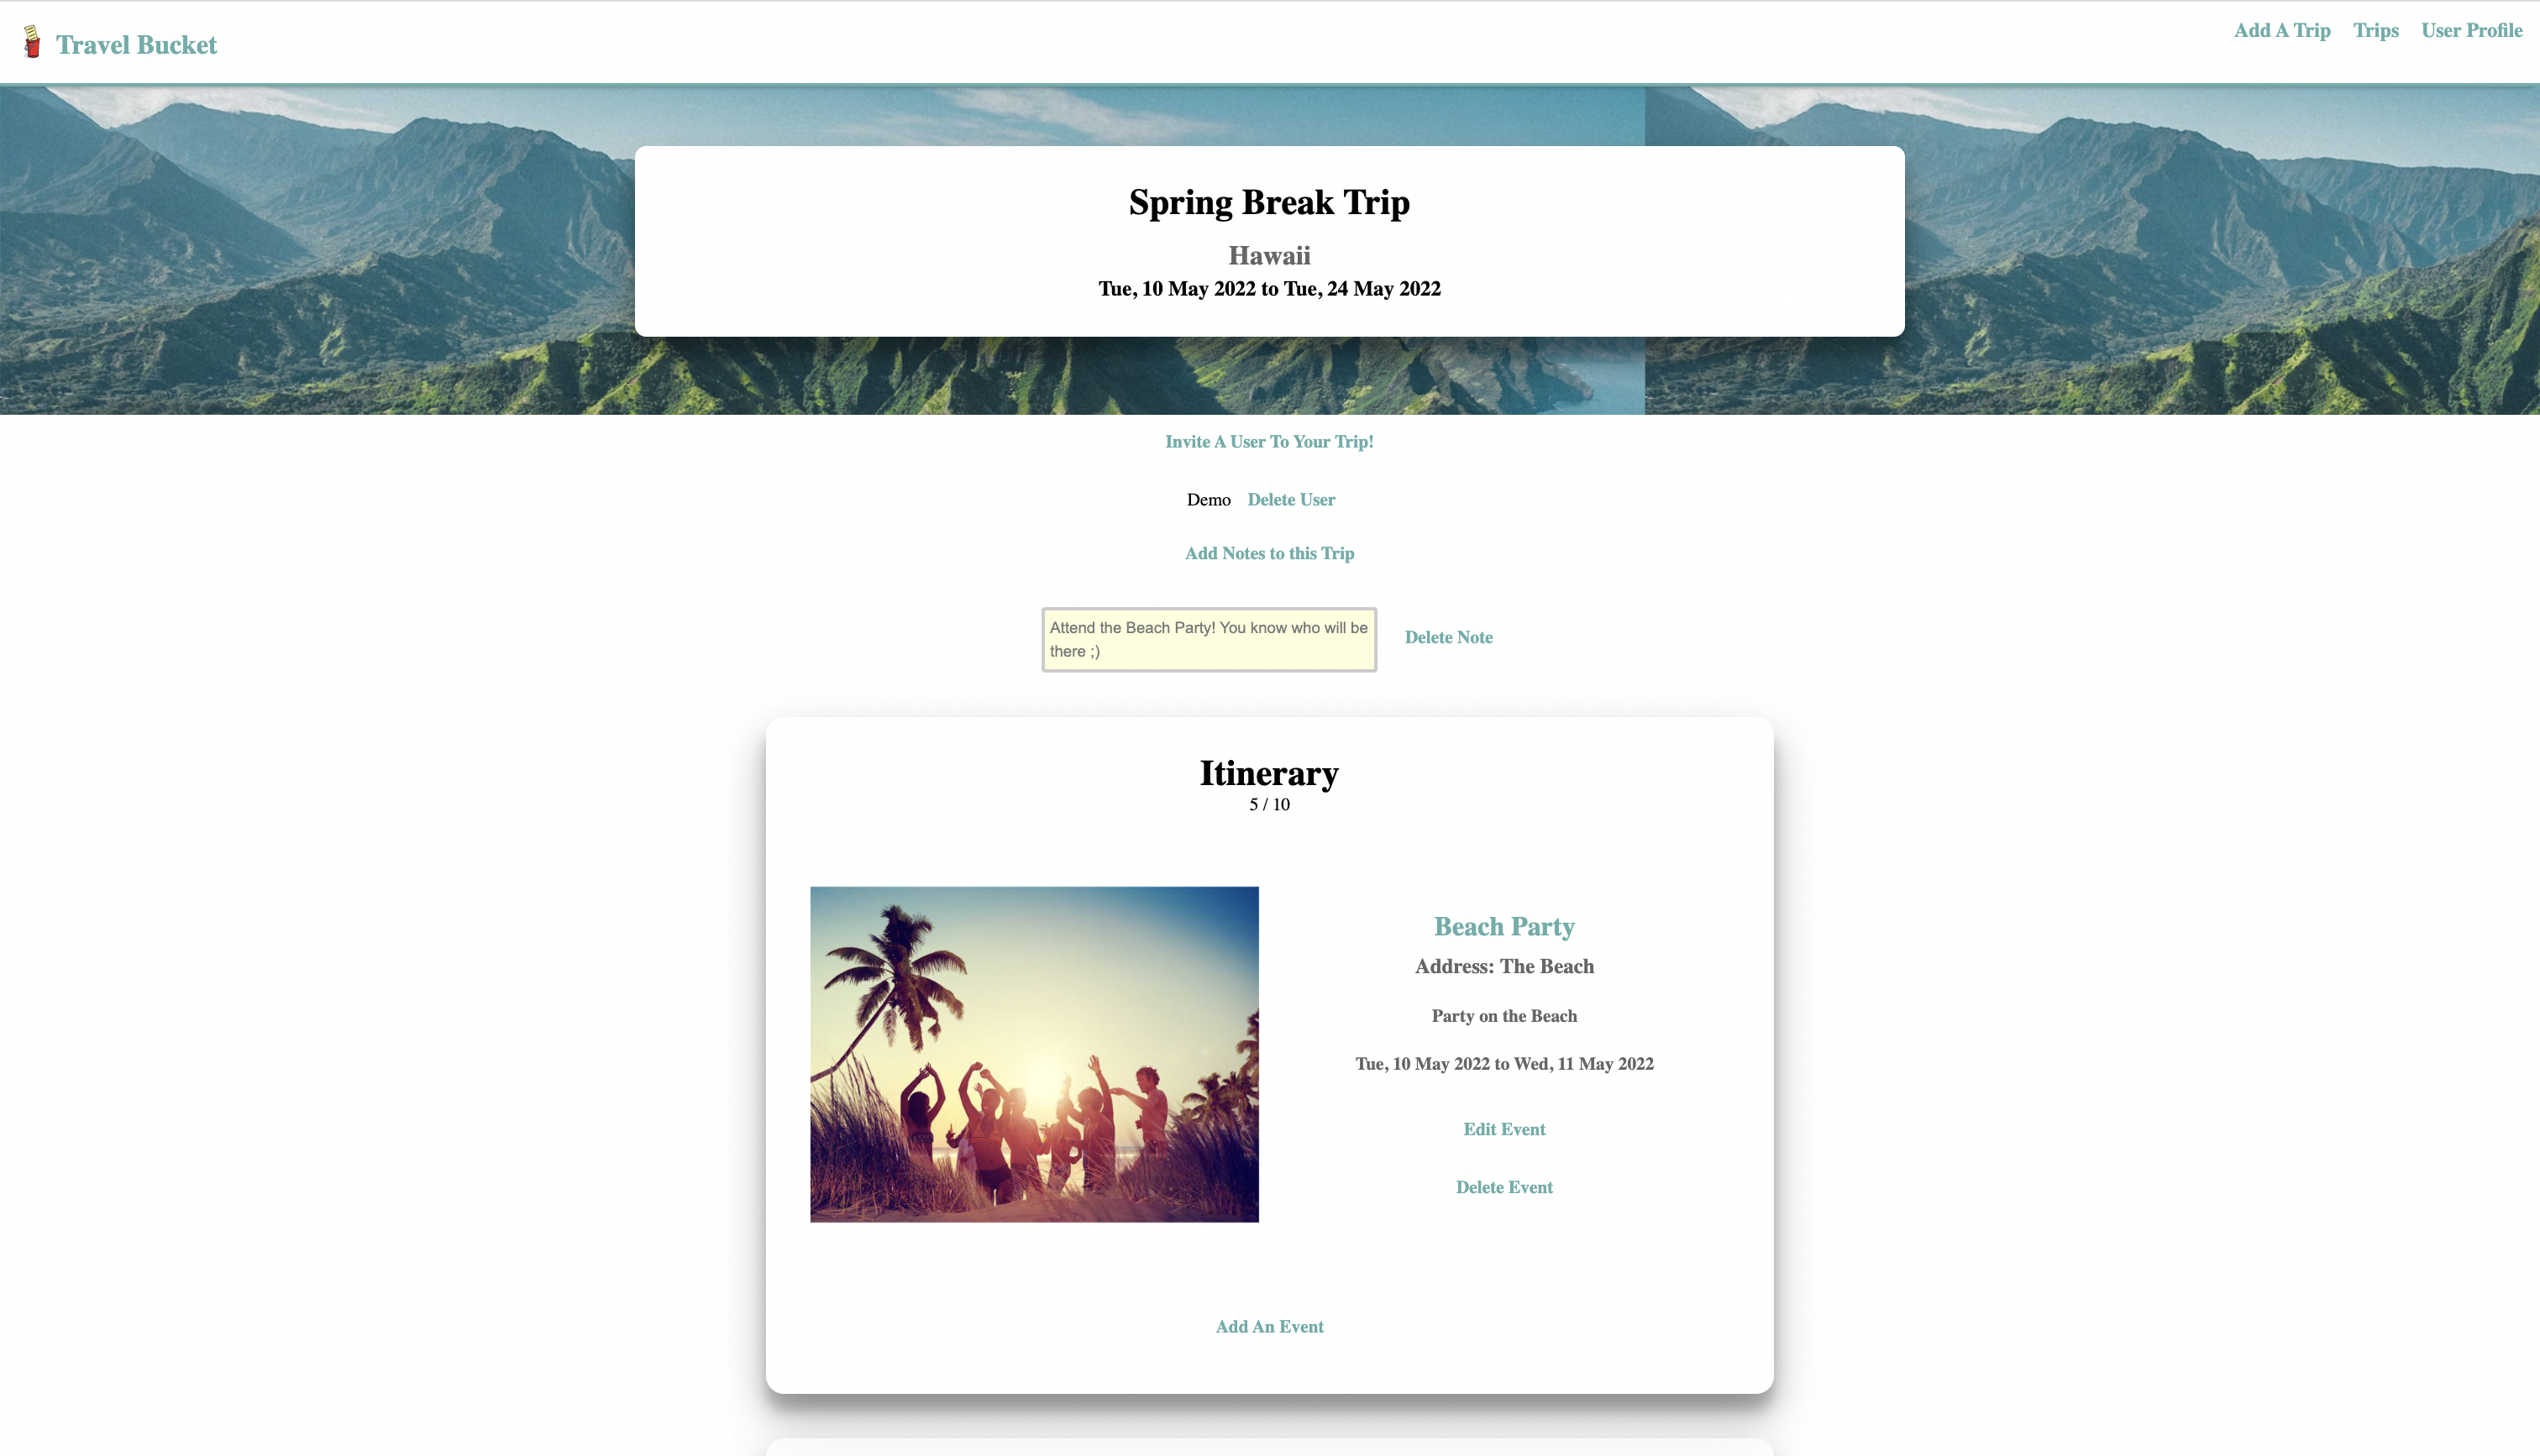 Travel Bucket
Add A Trip Trips User Profile
Spring Break Trip
Hawaii
Tue, 10 May 2022 to Tue, 24 May 2022
Invite A User To Your Trip!
Demo Delete User
Add Notes to this Trip
Attend the Beach Party! You know who will be
there ;)
Delete Note
Itinerary
5 / 10
Beach Party
Address: The Beach
Party on the Beach
Tue, 10 May 2022 to Wed, 11 May 2022
Edit Event
Delete Event
Add An Event